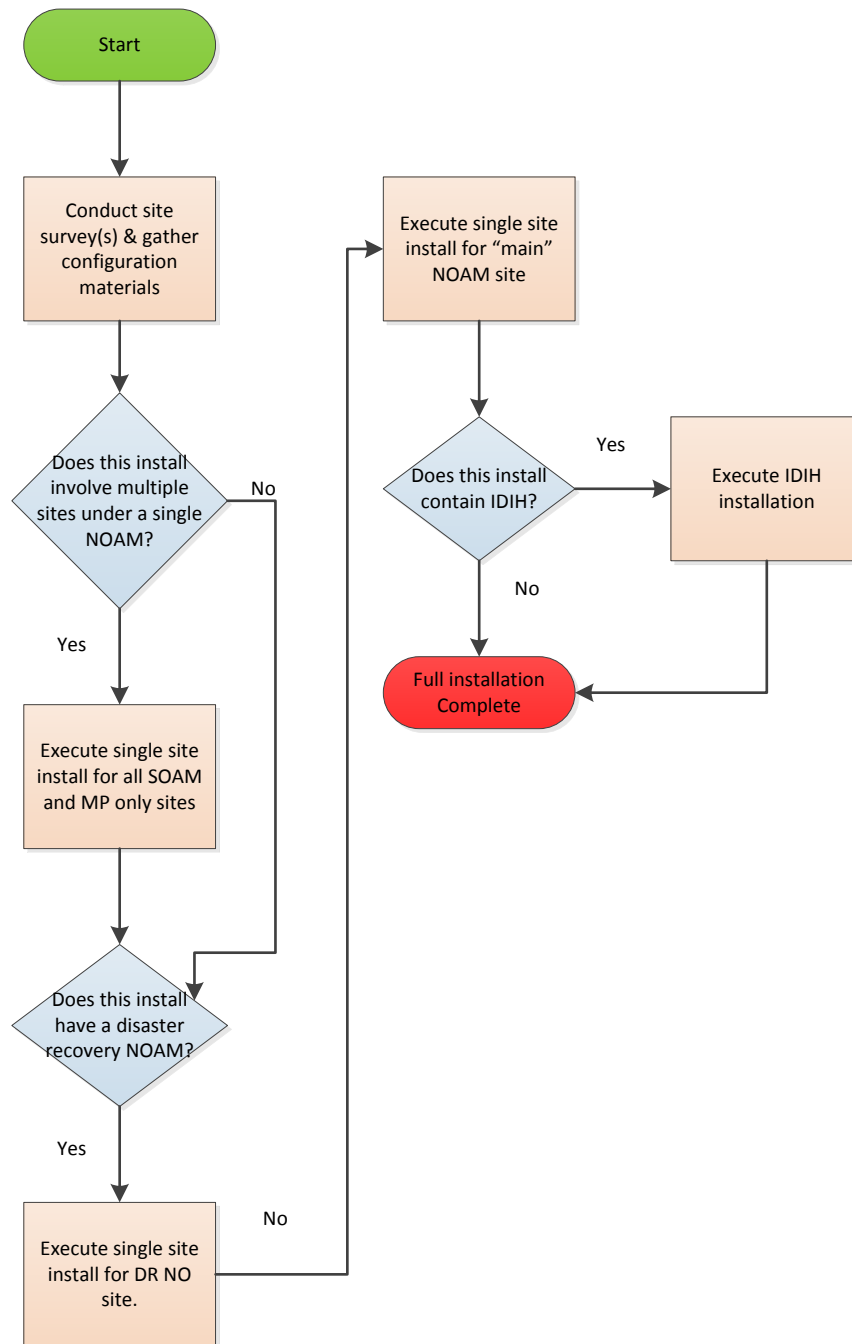 Start
Conduct site
survey(s) & gather
configuration
materials
Does this install
involve multiple
sites under a single
NOAM?
No
Yes
Execute single site
install for all SOAM
and MP only sites
Does this install
have a disaster
recovery NOAM?
Yes
No
Execute single site
install for DR NO
site.
Execute single site
install for “main”
NOAM site
Does this install
contain IDIH?
Yes
No
Execute IDIH
installation
Full installation
Complete